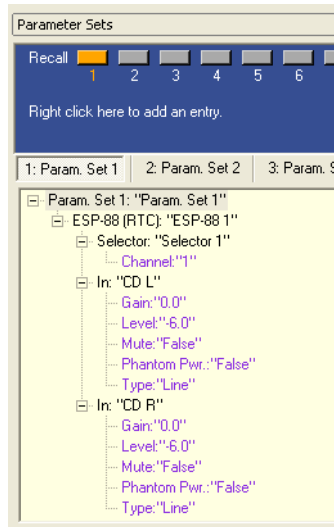 Parameter Sets
Recall
1 2 3 4 5 6
Right click here to add an entry.
1: Param. Set 1 2: Param. Set 2 3: Param.
Param. Set 1: "Param. Set 1"
ESP-88 (RTC): "ESP-88 1"
Selector: "Selector 1"
Channel:"1"
In: "CD L"
Gain:"0.0"
Level:"-6.0"
Mute:"False"
Phantom Pwr.:"False"
Type:"Line"
In: "CD R"
Gain:"0.0"
Level:"-6.0"
Mute:"False"
Phantom Pwr.:"False"
Type:"Line"